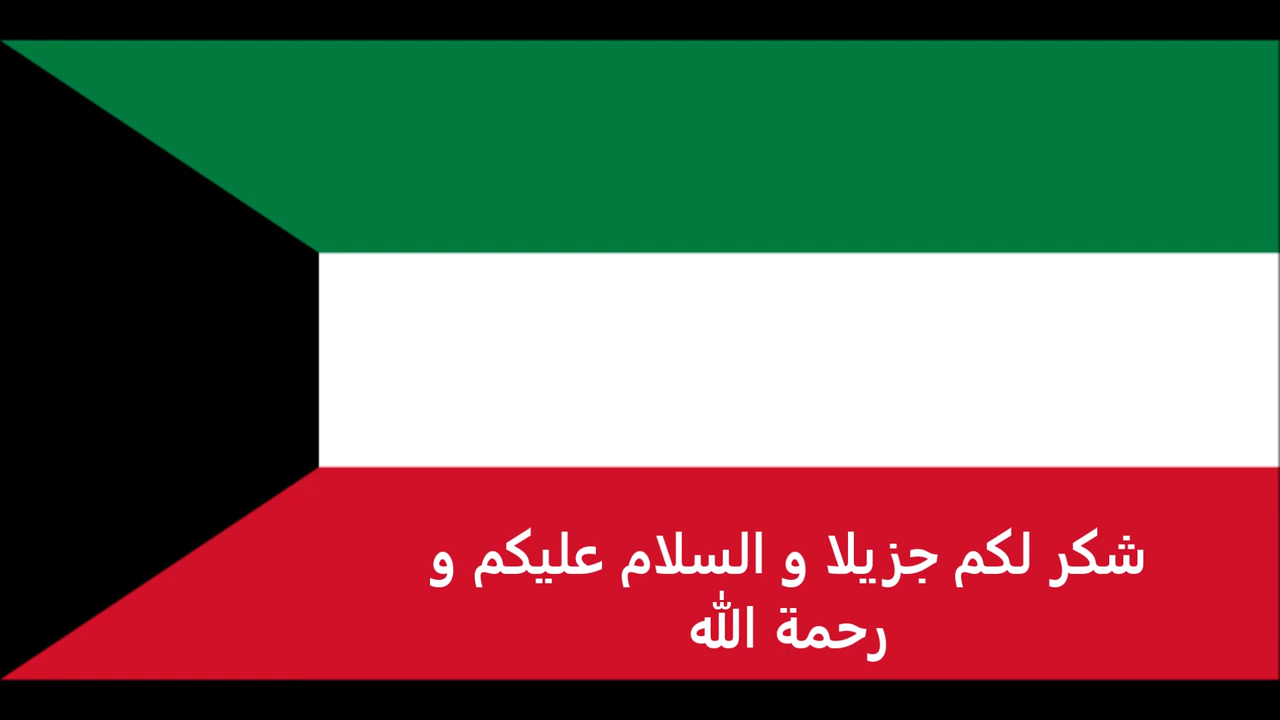 شكر لكم جزيلا و السلام عليكم و
رحمة الله